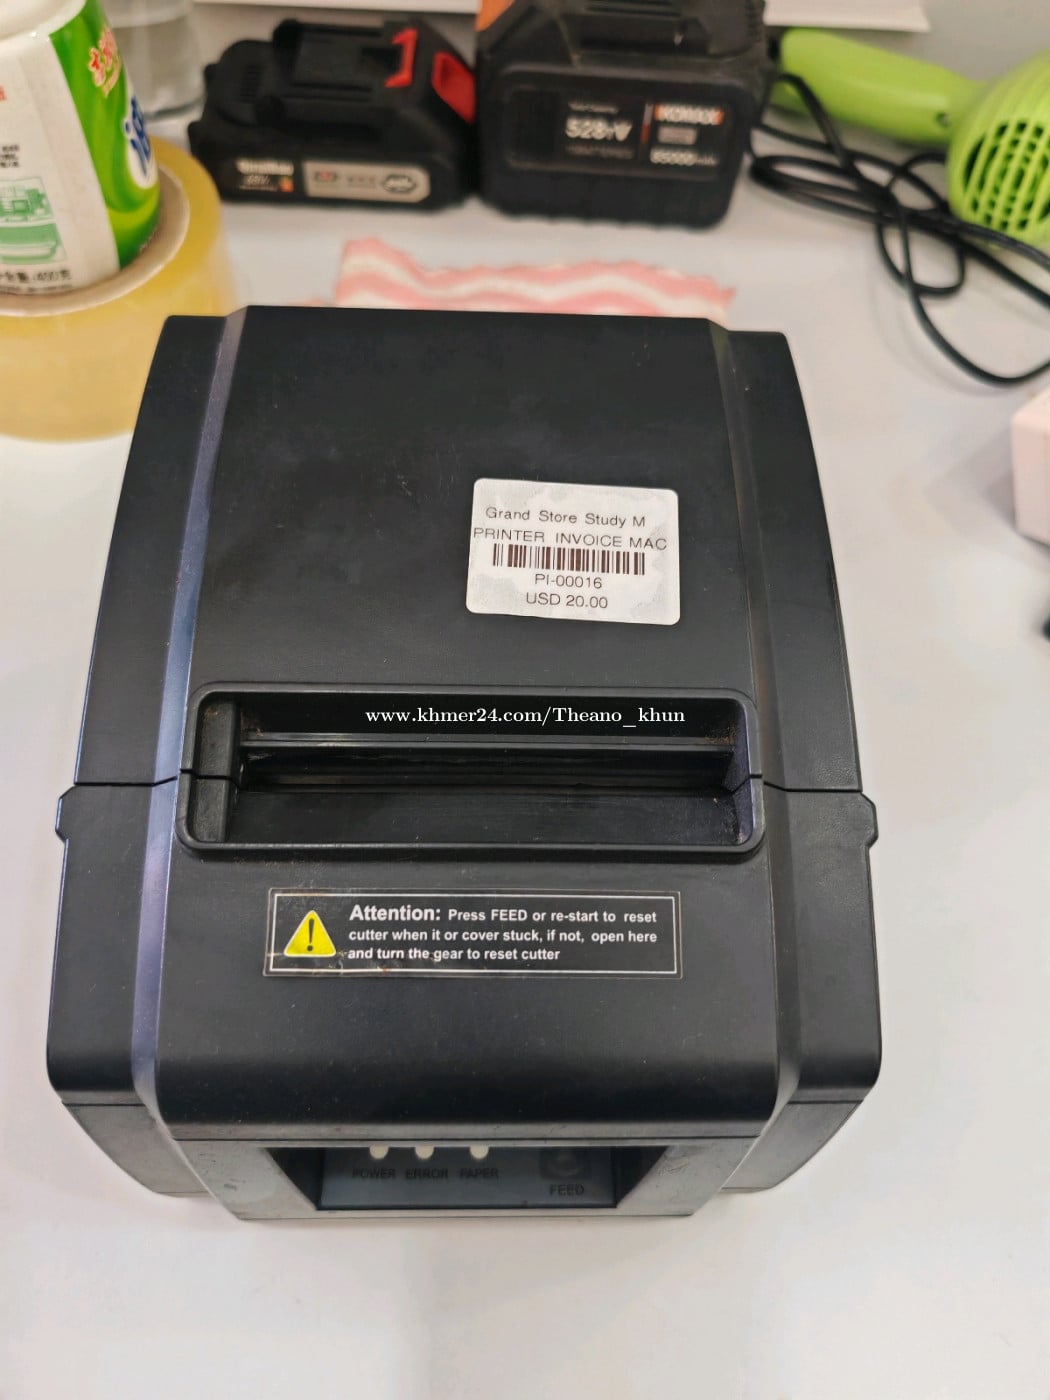 528TV
Grand Store Study M
PRINTER INVOICE MAC
PI-00016
USD 20.00
www.khmer24.com/Theano_khun
Attention: Press FEED or re-start to reset
cutter when it or cover stuck, if not, open here
and turn the gear to reset cutter
POWER ERROR PAPER
FEED